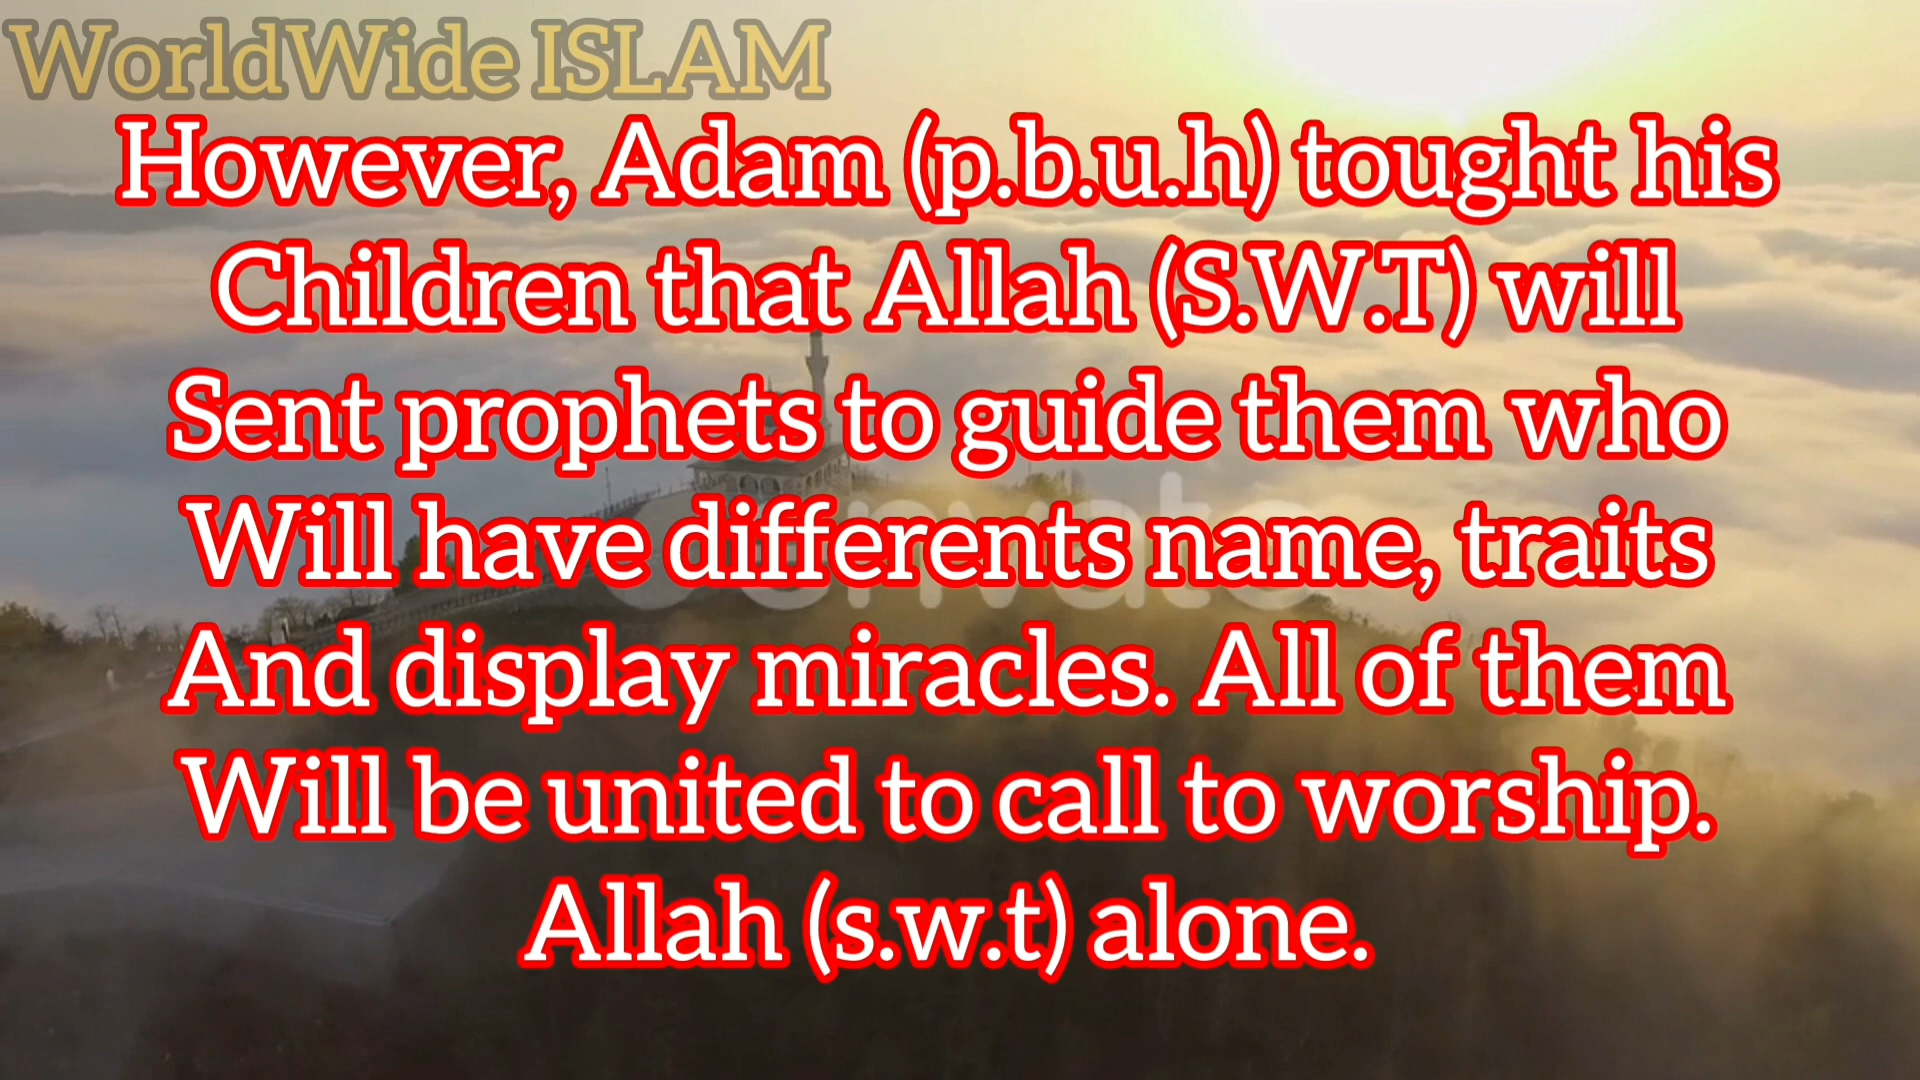 WorldWide ISLAM
However, Adam (p.b.u.h) tought his
Children that Allah (S.W.T) will
Sent prophets to guide them who
Will have differents name, traits
And display miracles. All of them
Will be united to call to worship.
Allah (s.w.t) alone.
envato